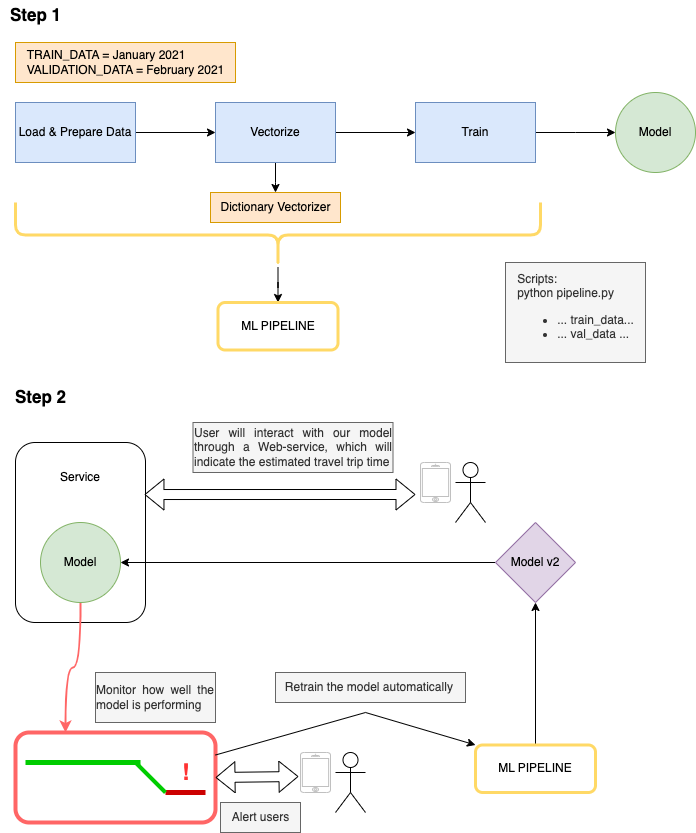 Step 1
TRAIN_DATA = January 2021
VALIDATION_DATA = February 2021
Load & Prepare Data
Vectorize
Train
Model
Dictionary Vectorizer
ML PIPELINE
Scripts:
python pipeline.py
• ... train_data...
• ... val_data ...
Step 2
User will interact with our model
through a Web-service, which will
indicate the estimated travel trip time
Service
Model
Model v2
Monitor how well the
model is performing
Retrain the model automatically
!
ML PIPELINE
Alert users